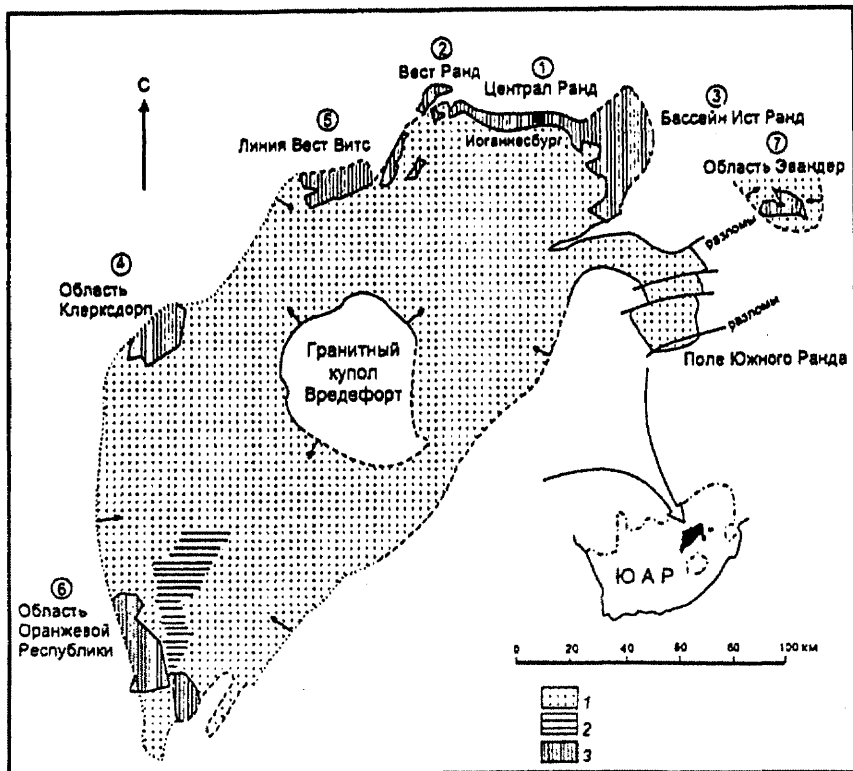 ②
Вест Ранд
①
Централ Ранд
С
③
Бассейн Ист Ранд
⑤
Линия Вест Витс
Иоганнесбург
⑦
Область Эвандер
разломы
④
Область
Клерксдорп
разломы
Гранитный
купол
Вредефорт
Поле Южного Ранда
⑥
Область
Оранжевой
Республики
ЮАР
0 20 40 60 80 100 км
1
2
3